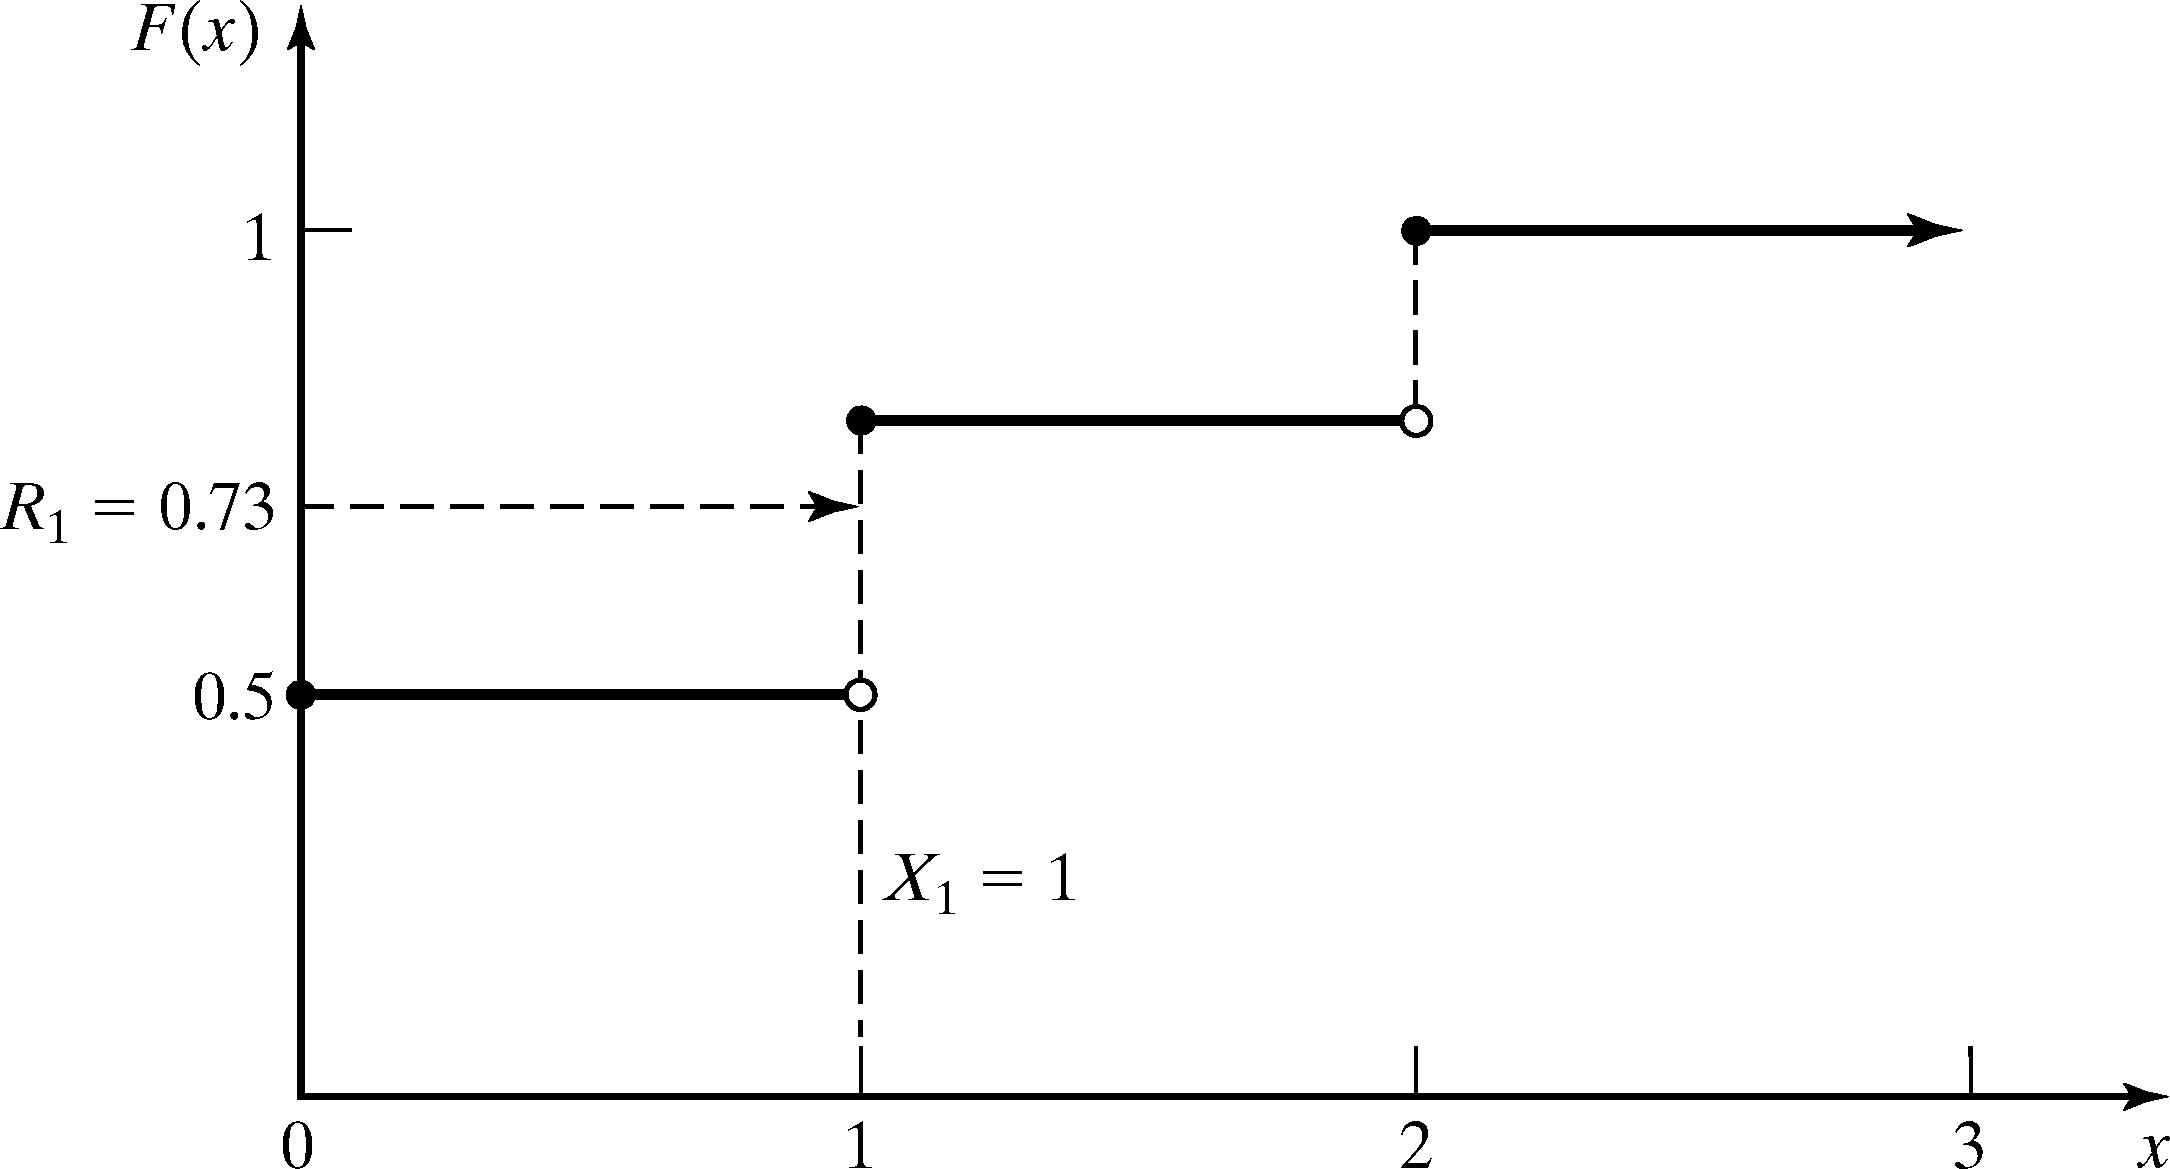 F(x)
1
R₁ = 0.73
0.5
X₁ = 1
0 1 2 3 x